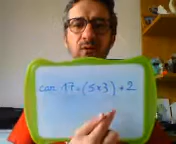 con 17 = (5×3) + 2